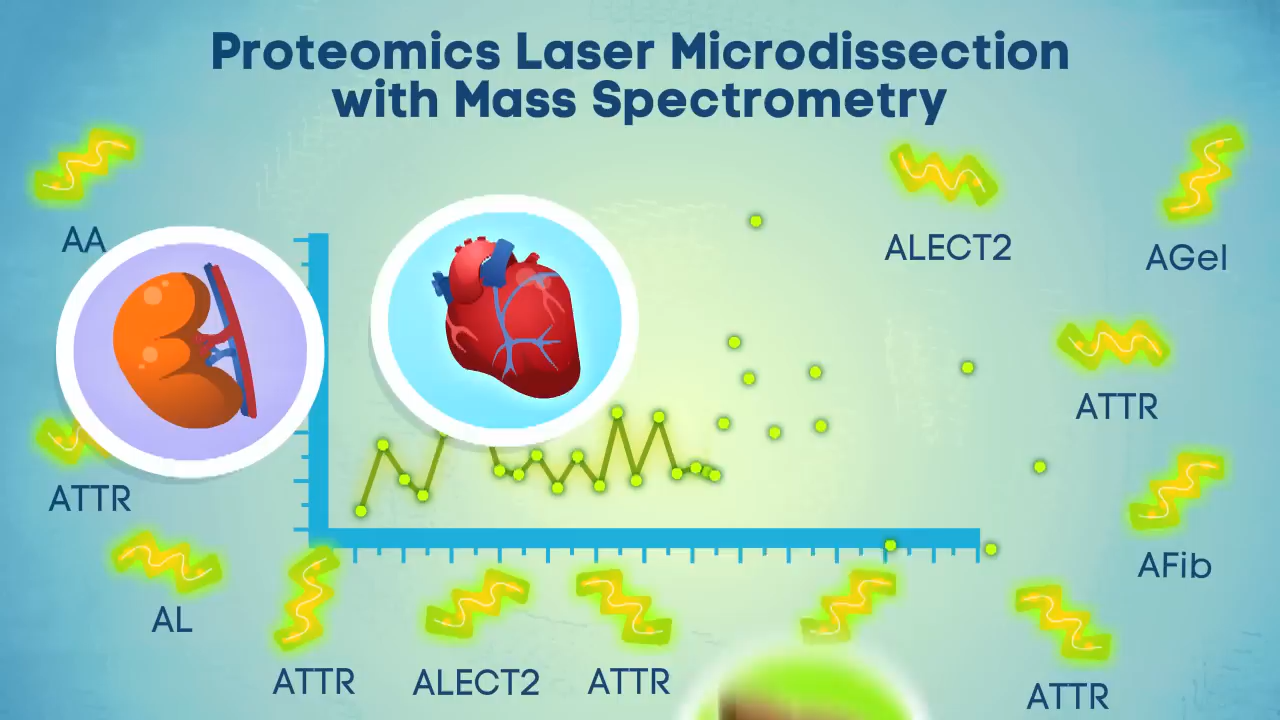 Proteomics Laser Microdissection
with Mass Spectrometry
AA
ALECT2
AGel
ATTR
ATTR
AFib
AL
ATTR
ALECT2
ATTR
ATTR